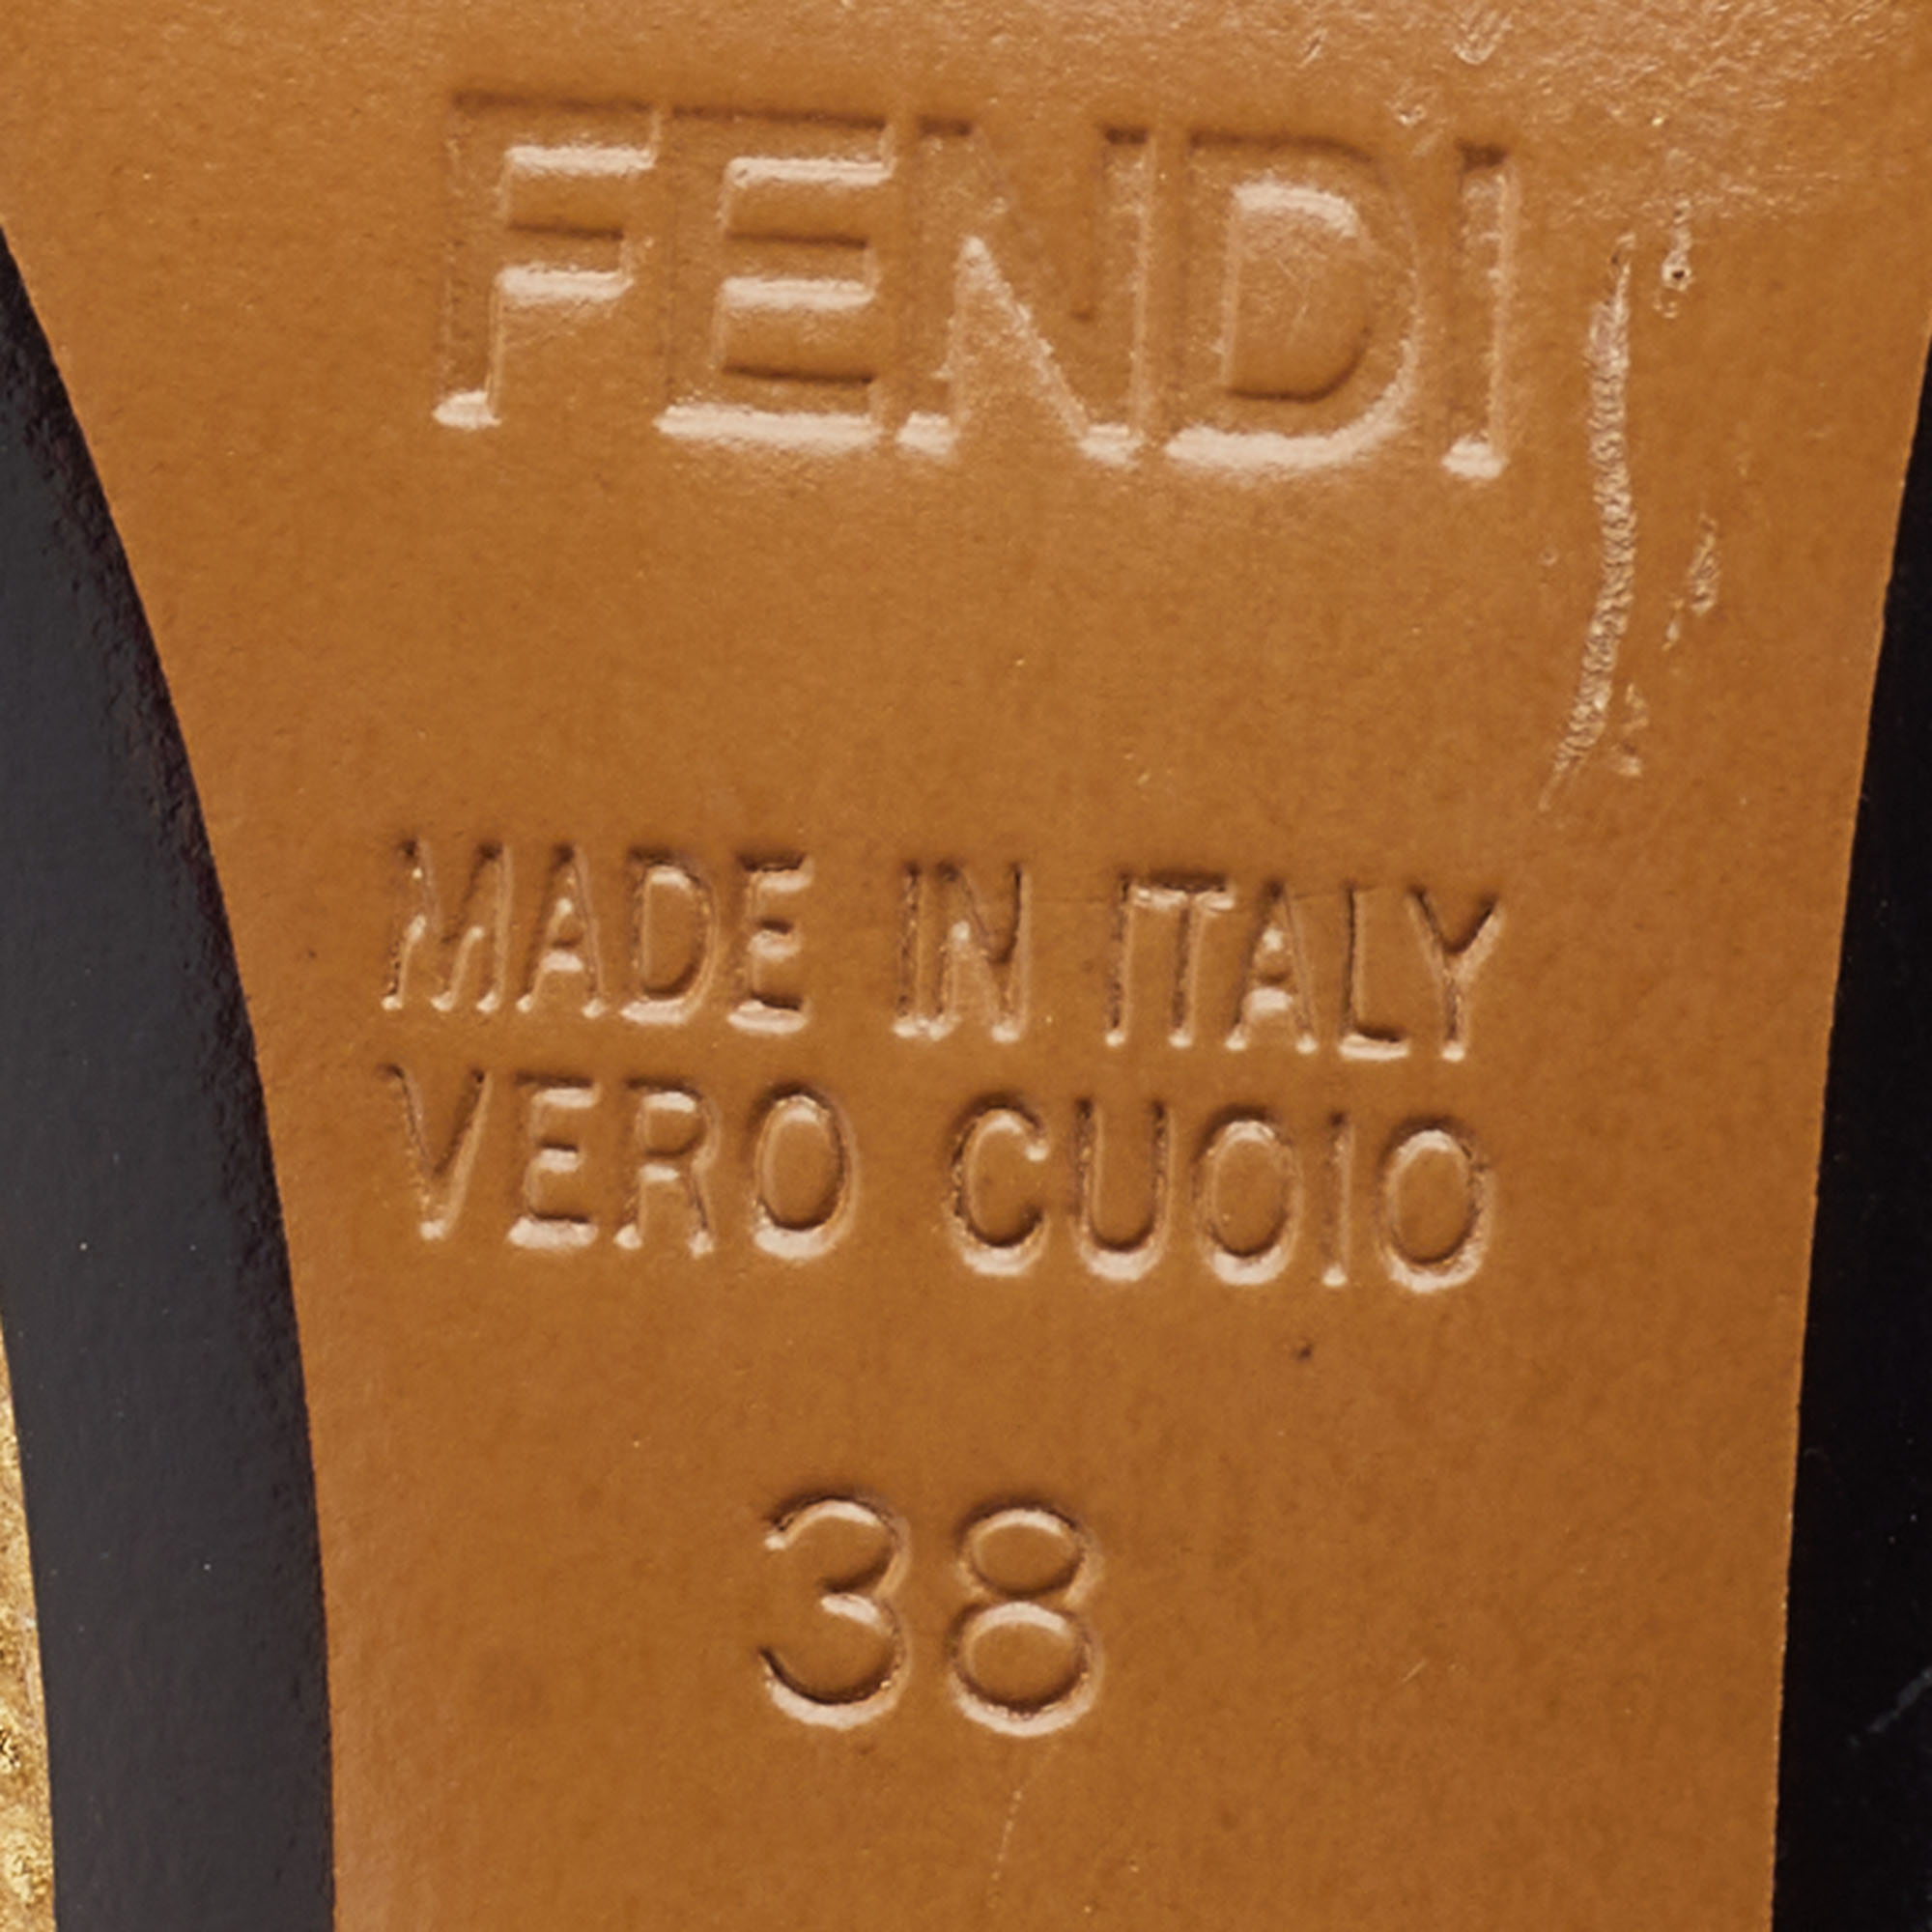 FENDI
MADE IN ITALY
VERO CUOIO
38